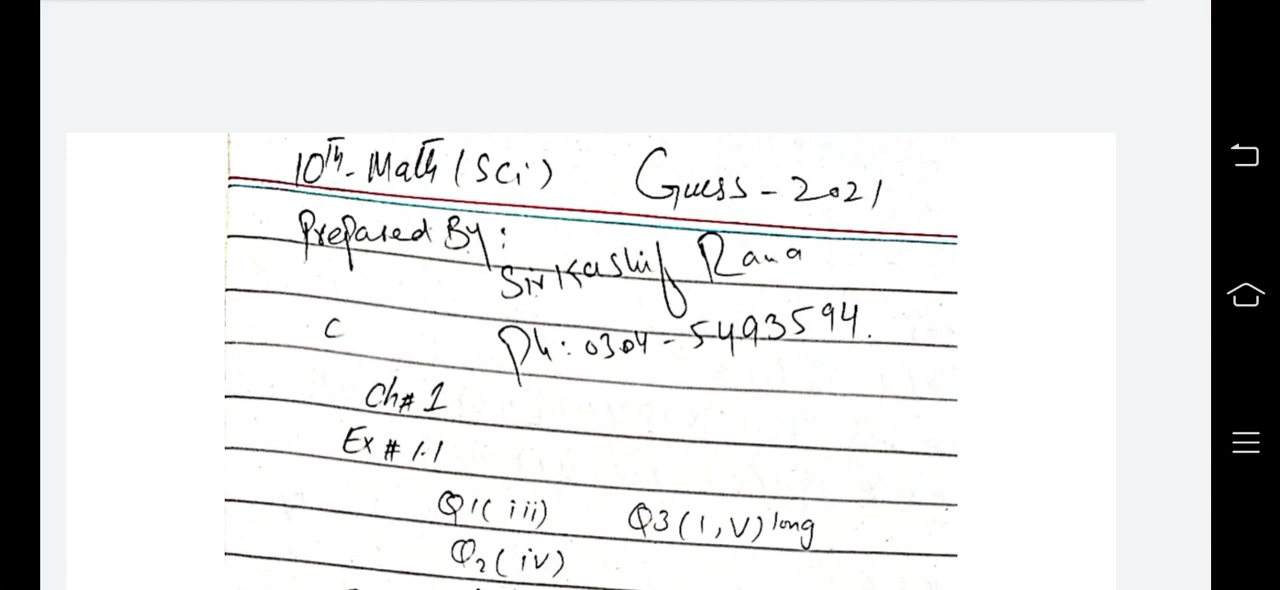 10Th- Math (Sci) Guess - 2021
Prepared By:
Sir Kashif Rana
C Ph: 0304-5493594.
Ch# 1
Ex # 1.1
Q1( iii) Q3 (1, V) long
Q2( iv)